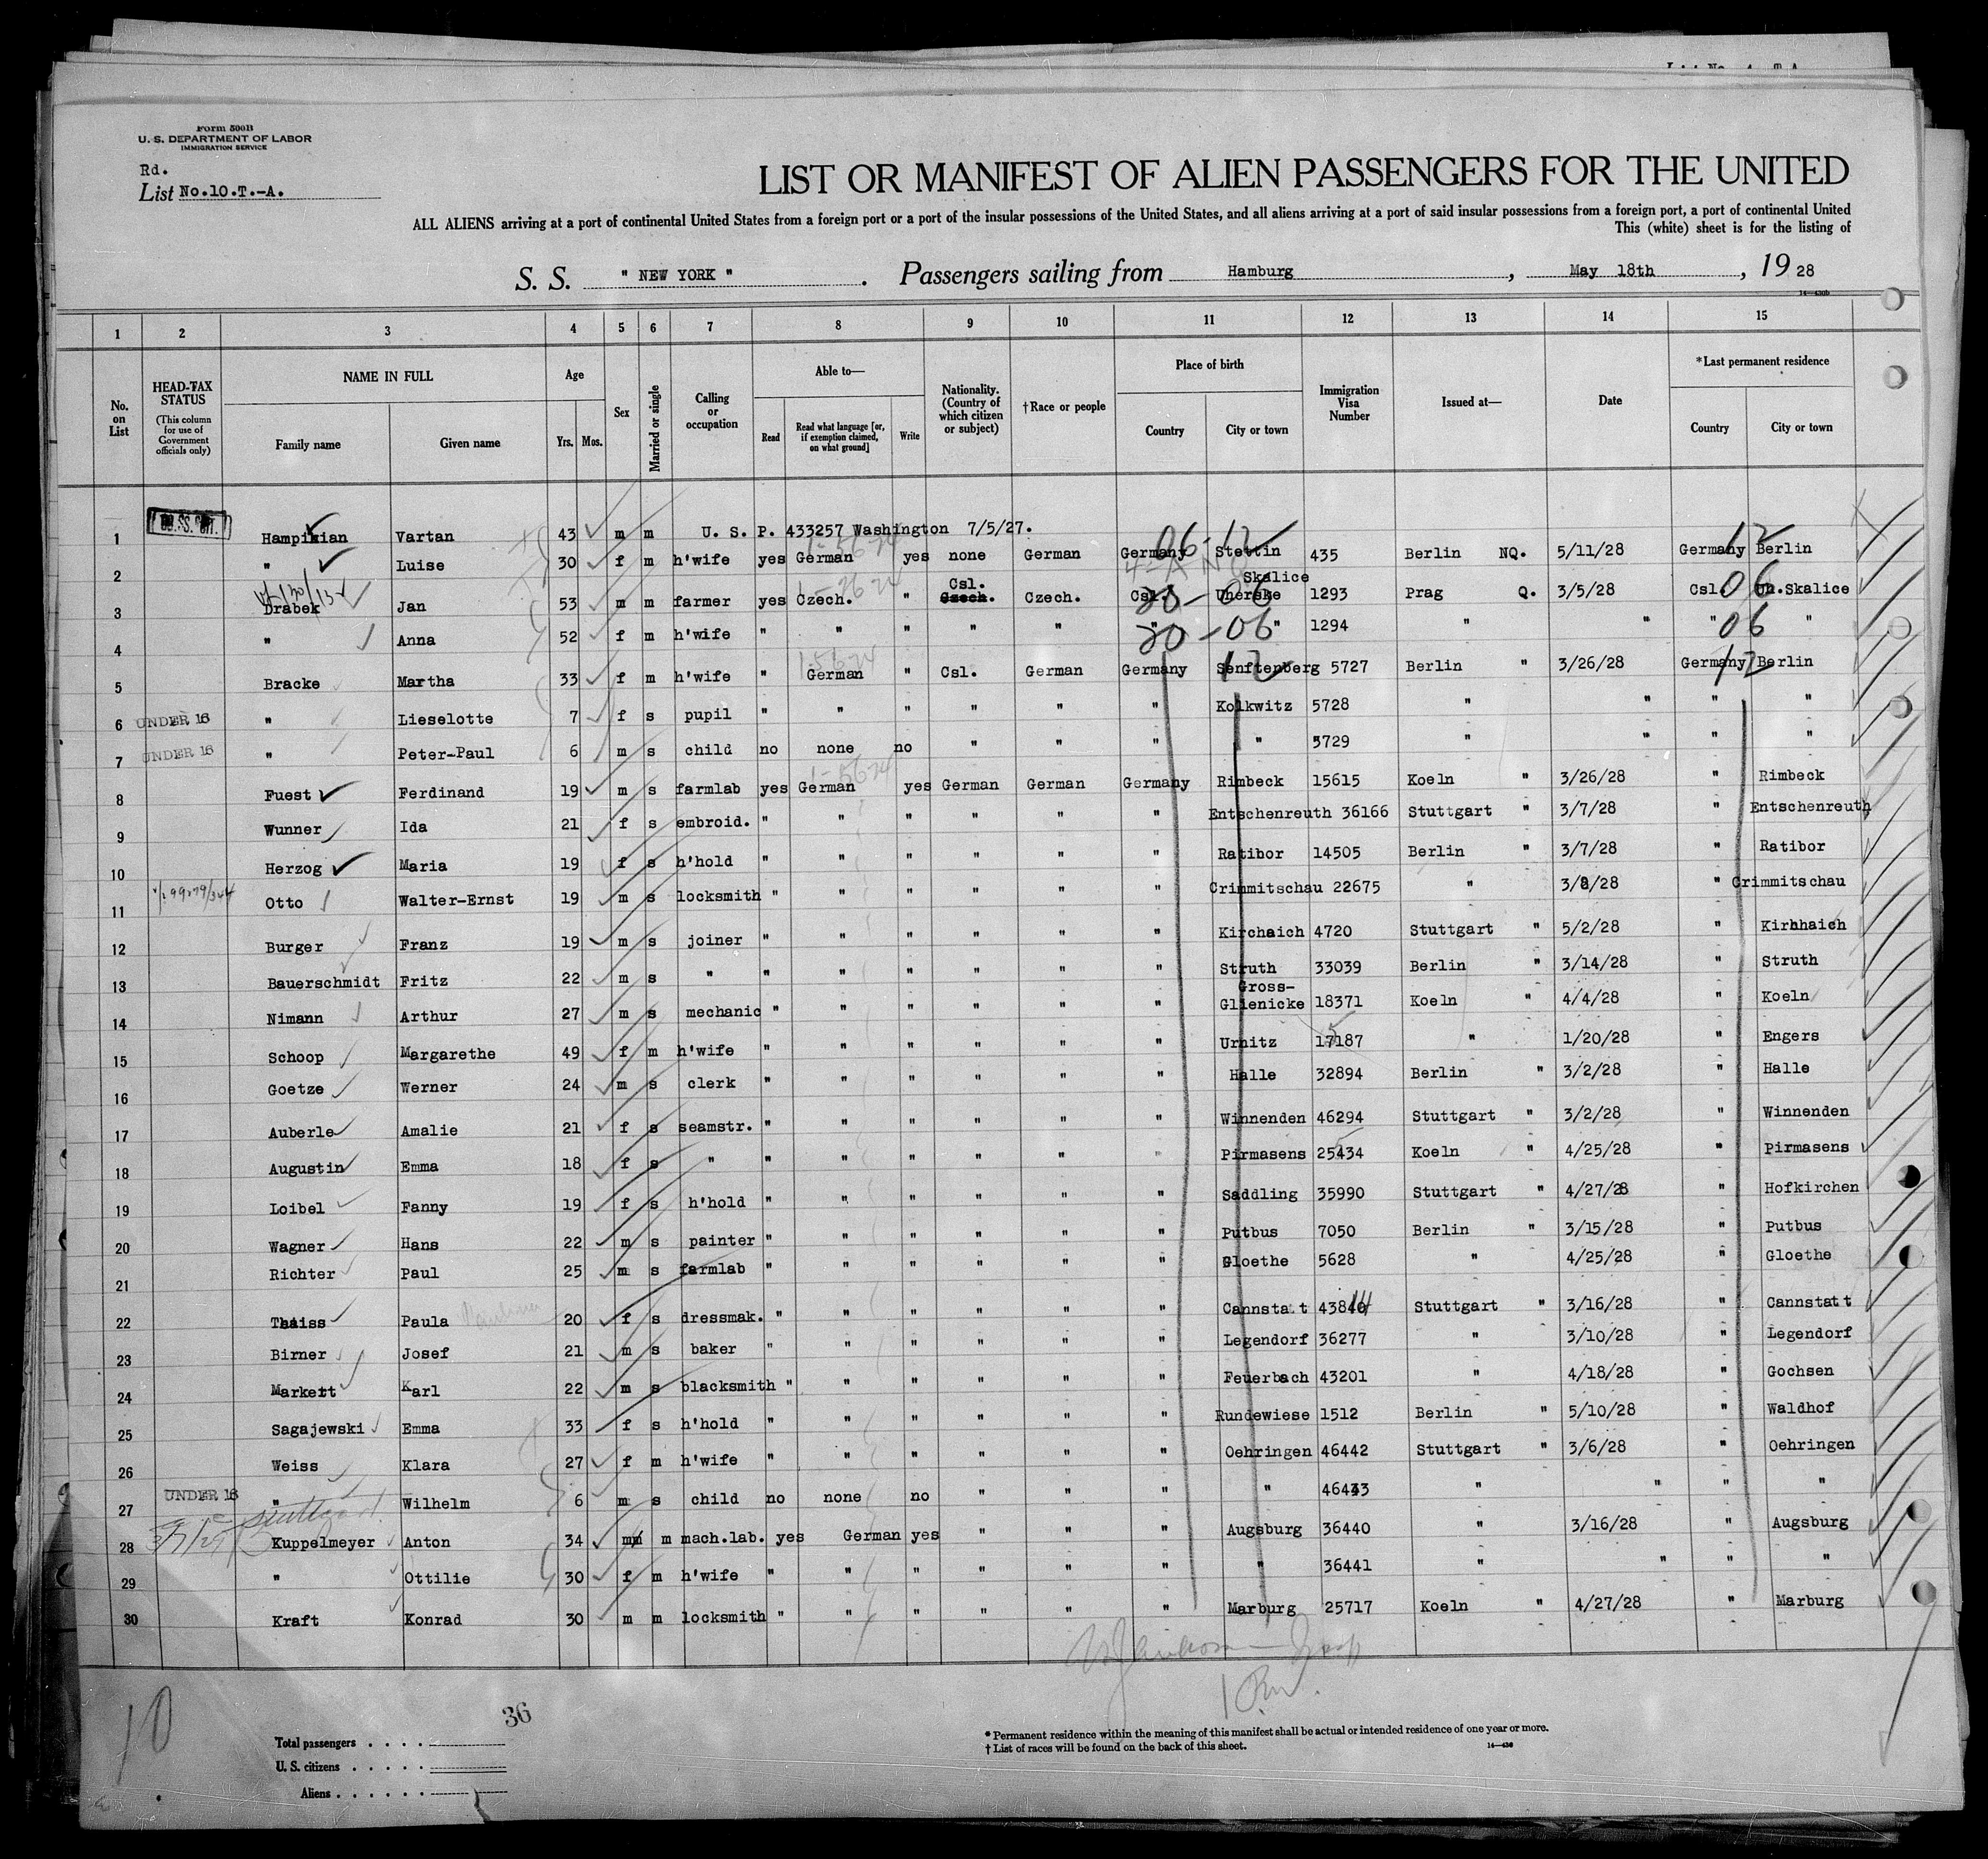 Form 500B
U. S. DEPARTMENT OF LABOR
IMMIGRATION SERVICE
Rd.
List No.10.T.-A.
LIST OR MANIFEST OF ALIEN PASSENGERS FOR THE UNITED
ALL ALIENS arriving at a port of continental United States from a foreign port or a port of the insular possessions of the United States, and all aliens arriving at a port of said insular possessions from a foreign port, a port of continental United
This (white) sheet is for the listing of
S. S. " NEW YORK " . Passengers sailing from Hamburg , May 18th , 19 28
14—430b
1 2 3 4 5 6 7 8 9 10 11 12 13 14 15
No. on List
HEAD-TAX STATUS
(This column for use of Government officials only)
NAME IN FULL
Family name Given name
Age
Yrs. Mos.
Sex
Married or single
Calling or occupation
Able to—
Read
Read what language [or, if exemption claimed, on what ground]
Write
Nationality. (Country of which citizen or subject)
†Race or people
Place of birth
Country City or town
Immigration Visa Number
Issued at—
Date
*Last permanent residence
Country City or town
1 Hampikian Vartan 43 m m U. S. P. 433257 Washington 7/5/27.
2 " Luise 30 f m h'wife yes German yes none German Germany Stettin 435 Berlin NQ. 5/11/28 Germany Berlin
3 Drabek Jan 53 m m farmer yes Czech. " Csl. Czech. Csl. Uherske Skalice 1293 Prag Q. 3/5/28 Csl. Uh.Skalice
4 " Anna 52 f m h'wife " " " " " " " 1294 " " " "
5 Bracke Martha 33 f m h'wife " German " Csl. German Germany Senftenberg 5727 Berlin " 3/26/28 Germany Berlin
6 UNDER 16 " Lieselotte 7 f s pupil " " " " " " Kolkwitz 5728 " " " "
7 UNDER 16 " Peter-Paul 6 m s child no none no " " " " 5729 " " " "
8 Fuest Ferdinand 19 m s farmlab yes German yes German German Germany Rimbeck 15615 Koeln " 3/26/28 " Rimbeck
9 Wunner Ida 21 f s embroid. " " " " " " Entschenreuth 36166 Stuttgart " 3/7/28 " Entschenreuth
10 Herzog Maria 19 f s h'hold " " " " " " Ratibor 14505 Berlin " 3/7/28 " Ratibor
11 Otto Walter-Ernst 19 m s locksmith " " " " " " Crimmitschau 22675 " 3/8/28 " Crimmitschau
12 Burger Franz 19 m s joiner " " " " " " Kirchaich 4720 Stuttgart " 5/2/28 " Kirhhaich
13 Bauerschmidt Fritz 22 m s " " " " " " " Struth 33039 Berlin " 3/14/28 " Struth
14 Nimann Arthur 27 m s mechanic " " " " " " Gross-Glienicke 18371 Koeln " 4/4/28 " Koeln
15 Schoop Margarethe 49 f m h'wife " " " " " " Urmitz 17187 " 1/20/28 " Engers
16 Goetze Werner 24 m s clerk " " " " " " Halle 32894 Berlin " 3/2/28 " Halle
17 Auberle Amalie 21 f s seamstr. " " " " " " Winnenden 46294 Stuttgart " 3/2/28 " Winnenden
18 Augustin Emma 18 f s " " " " " " " Pirmasens 25434 Koeln " 4/25/28 " Pirmasens
19 Loibel Fanny 19 f s h'hold " " " " " " Saddling 35990 Stuttgart " 4/27/28 " Hofkirchen
20 Wagner Hans 22 m s painter " " " " " " Putbus 7050 Berlin " 3/15/28 " Putbus
21 Richter Paul 25 m s farmlab " " " " " " Gloethe 5628 " 4/25/28 " Gloethe
22 Theiss Paula 20 f s dressmak. " " " " " " Cannstatt Stuttgart " 3/16/28 " Cannstatt
23 Birner Josef 21 m s baker " " " " " " Legendorf 36277 " 3/10/28 " Legendorf
24 Markert Karl 22 m s blacksmith " " " " " " Feuerbach 43201 " 4/18/28 " Gochsen
25 Sagajewski Emma 33 f s h'hold " " " " " " Rundewiese 1512 Berlin " 5/10/28 " Waldhof
26 Weiss Klara 27 f m h'wife " " " " " " Oehringen 46442 Stuttgart " 3/6/28 " Oehringen
27 UNDER 16 " Wilhelm 6 m s child no none no " " " " 46443 " " " "
28 Kuppelmeyer Anton 34 m m mach.lab. yes German yes " " " Augsburg 36440 " 3/16/28 " Augsburg
29 " Ottilie 30 f m h'wife " " " " " " " 36441 " " " "
30 Kraft Konrad 30 m m locksmith " " " " " " Marburg 25717 Koeln " 4/27/28 " Marburg
10
36
Total passengers . . . .
U. S. citizens . . . . .
Aliens . . . . . .
* Permanent residence within the meaning of this manifest shall be actual or intended residence of one year or more.
† List of races will be found on the back of this sheet.
14—430